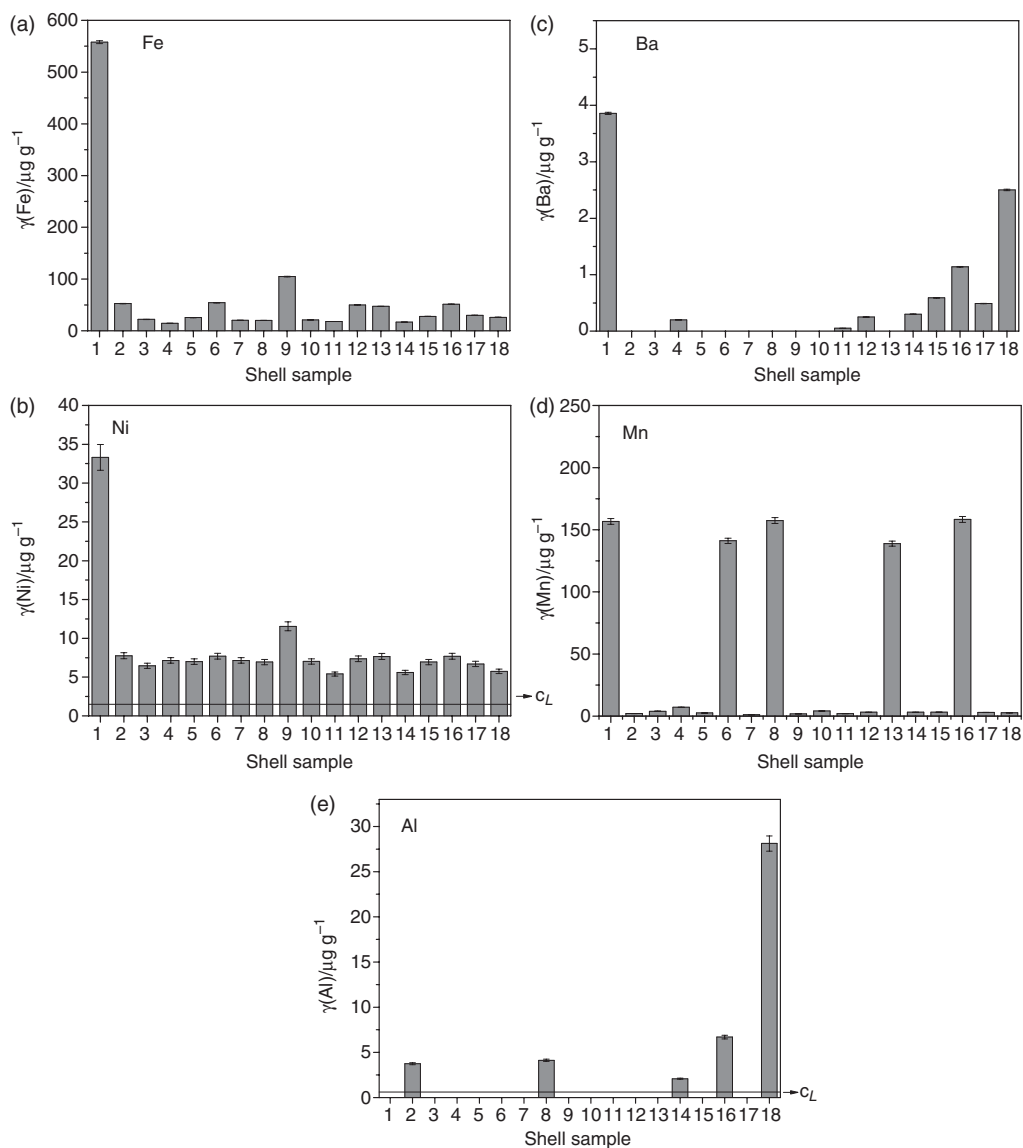 (a)
Fe
600
500
400
300
200
100
0
γ(Fe)/µg g⁻¹
1 2 3 4 5 6 7 8 9 10 11 12 13 14 15 16 17 18
Shell sample
(c)
Ba
5
4
3
2
1
0
γ(Ba)/µg g⁻¹
1 2 3 4 5 6 7 8 9 10 11 12 13 14 15 16 17 18
Shell sample
(b)
Ni
40
35
30
25
20
15
10
5
0
γ(Ni)/µg g⁻¹
c_L
1 2 3 4 5 6 7 8 9 10 11 12 13 14 15 16 17 18
Shell sample
(d)
Mn
250
200
150
100
50
0
γ(Mn)/µg g⁻¹
1 2 3 4 5 6 7 8 9 10 11 12 13 14 15 16 17 18
Shell sample
(e)
Al
30
25
20
15
10
5
0
γ(Al)/µg g⁻¹
c_L
1 2 3 4 5 6 7 8 9 10 11 12 13 14 15 16 17 18
Shell sample